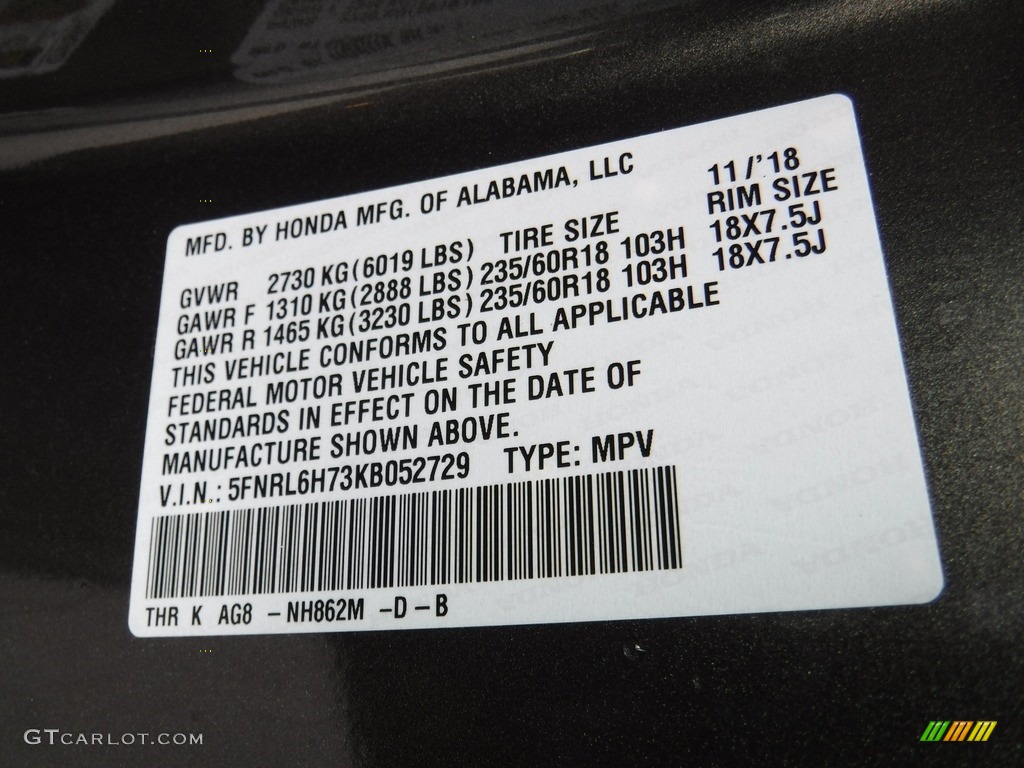 MFD. BY HONDA MFG. OF ALABAMA, LLC
11/'18
GVWR 2730 KG(6019 LBS) TIRE SIZE RIM SIZE
GAWR F 1310 KG(2888 LBS) 235/60R18 103H 18X7.5J
GAWR R 1465 KG(3230 LBS) 235/60R18 103H 18X7.5J
THIS VEHICLE CONFORMS TO ALL APPLICABLE
FEDERAL MOTOR VEHICLE SAFETY
STANDARDS IN EFFECT ON THE DATE OF
MANUFACTURE SHOWN ABOVE.
V.I.N.: 5FNRL6H73KB052729 TYPE: MPV
THR K AG8 -NH862M -D-B
GTCARLOT.COM